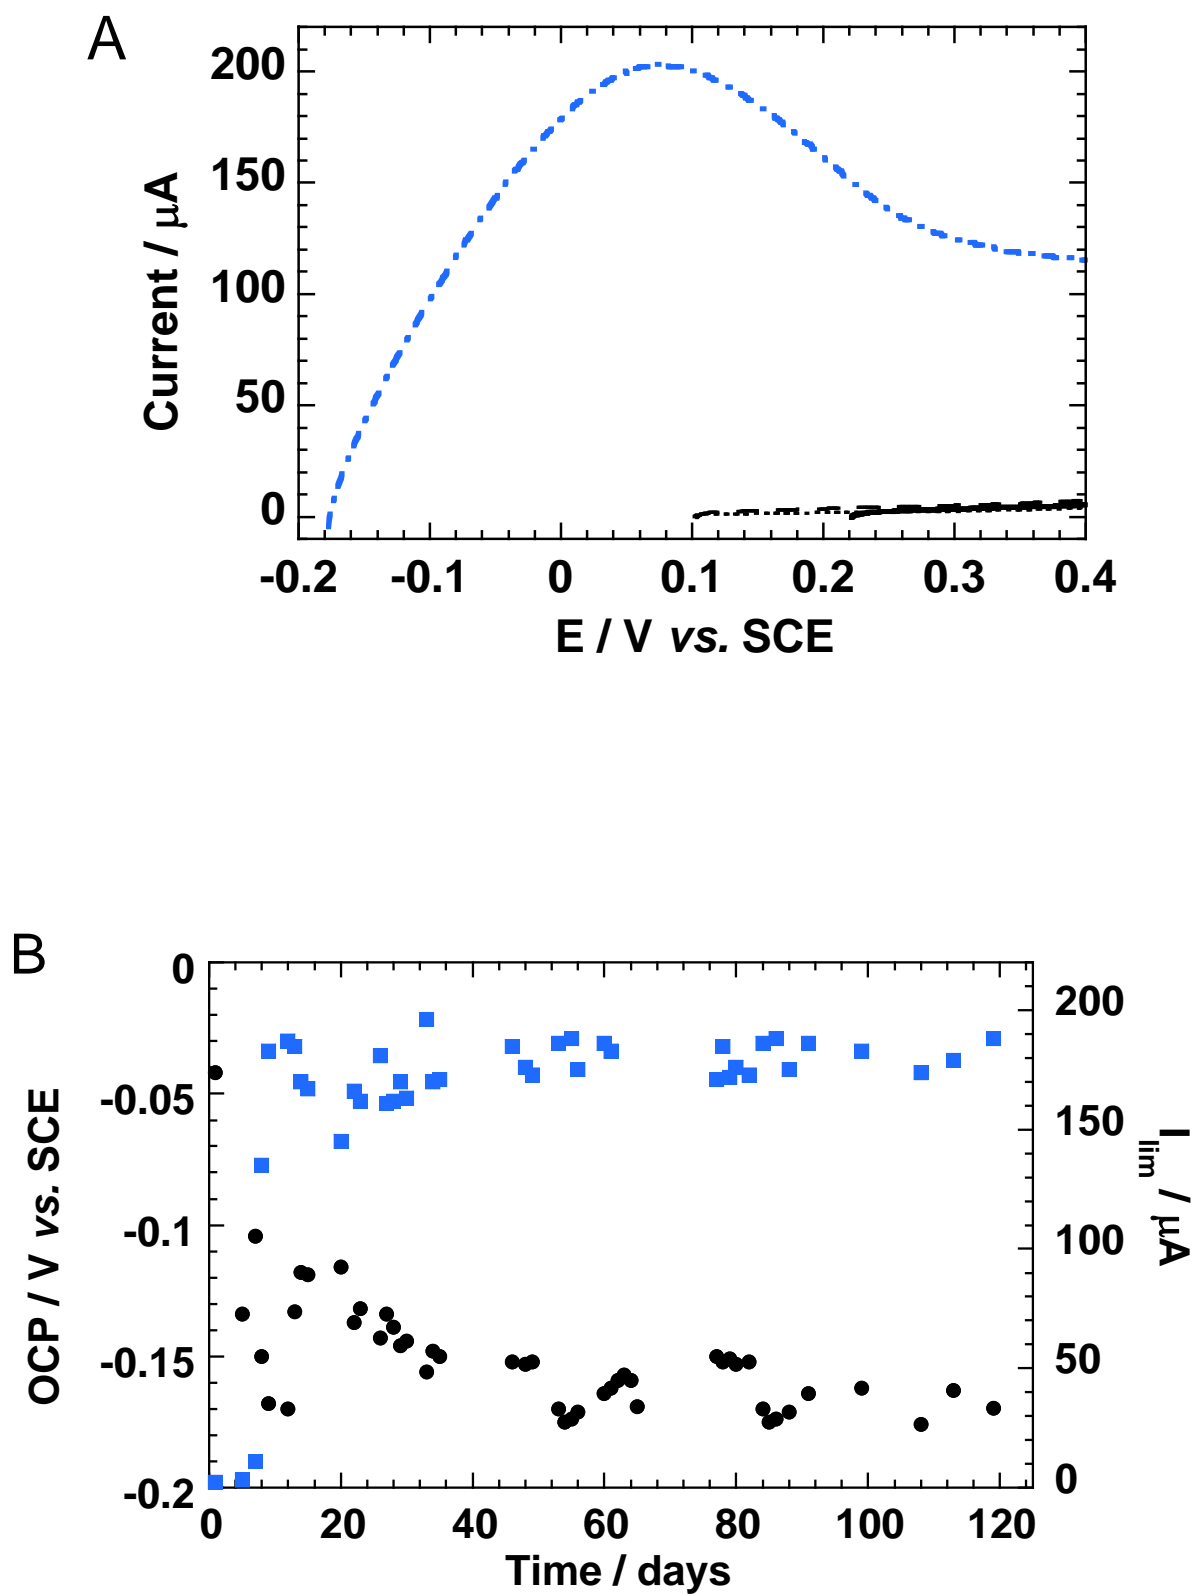 A
200
150
100
50
0
Current / μA
-0.2 -0.1 0 0.1 0.2 0.3 0.4
E / V vs. SCE
B
0
-0.05
-0.1
-0.15
-0.2
OCP / V vs. SCE
200
150
100
50
0
I lim / μA
0 20 40 60 80 100 120
Time / days